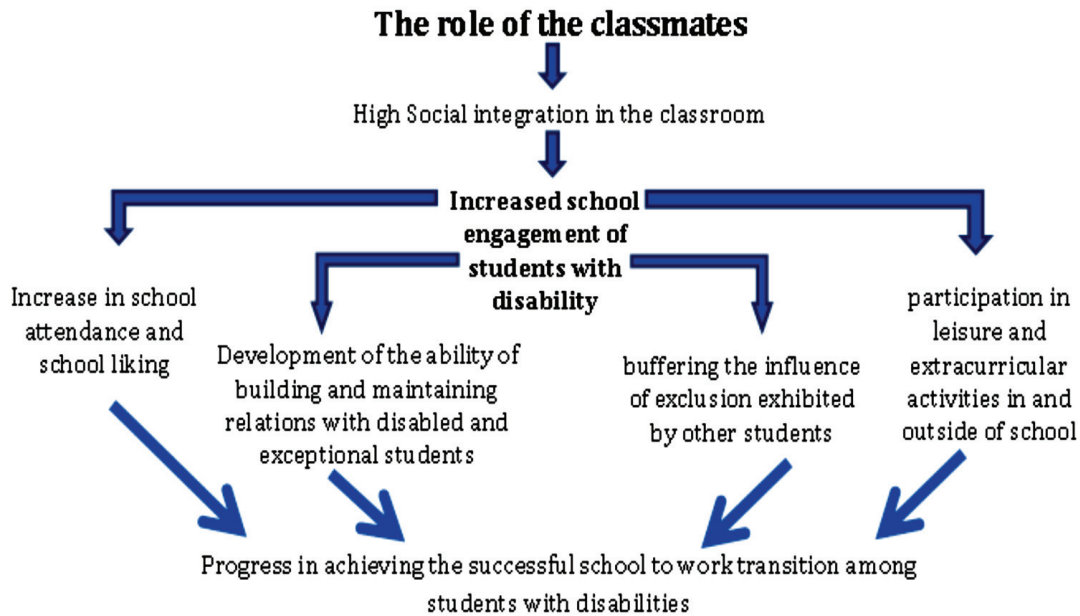 The role of the classmates
High Social integration in the classroom
Increased school
engagement of
students with
disability
Increase in school
attendance and
school liking
Development of the ability of
building and maintaining
relations with disabled and
exceptional students
buffering the influence
of exclusion exhibited
by other students
participation in
leisure and
extracurricular
activities in and
outside of school
Progress in achieving the successful school to work transition among
students with disabilities